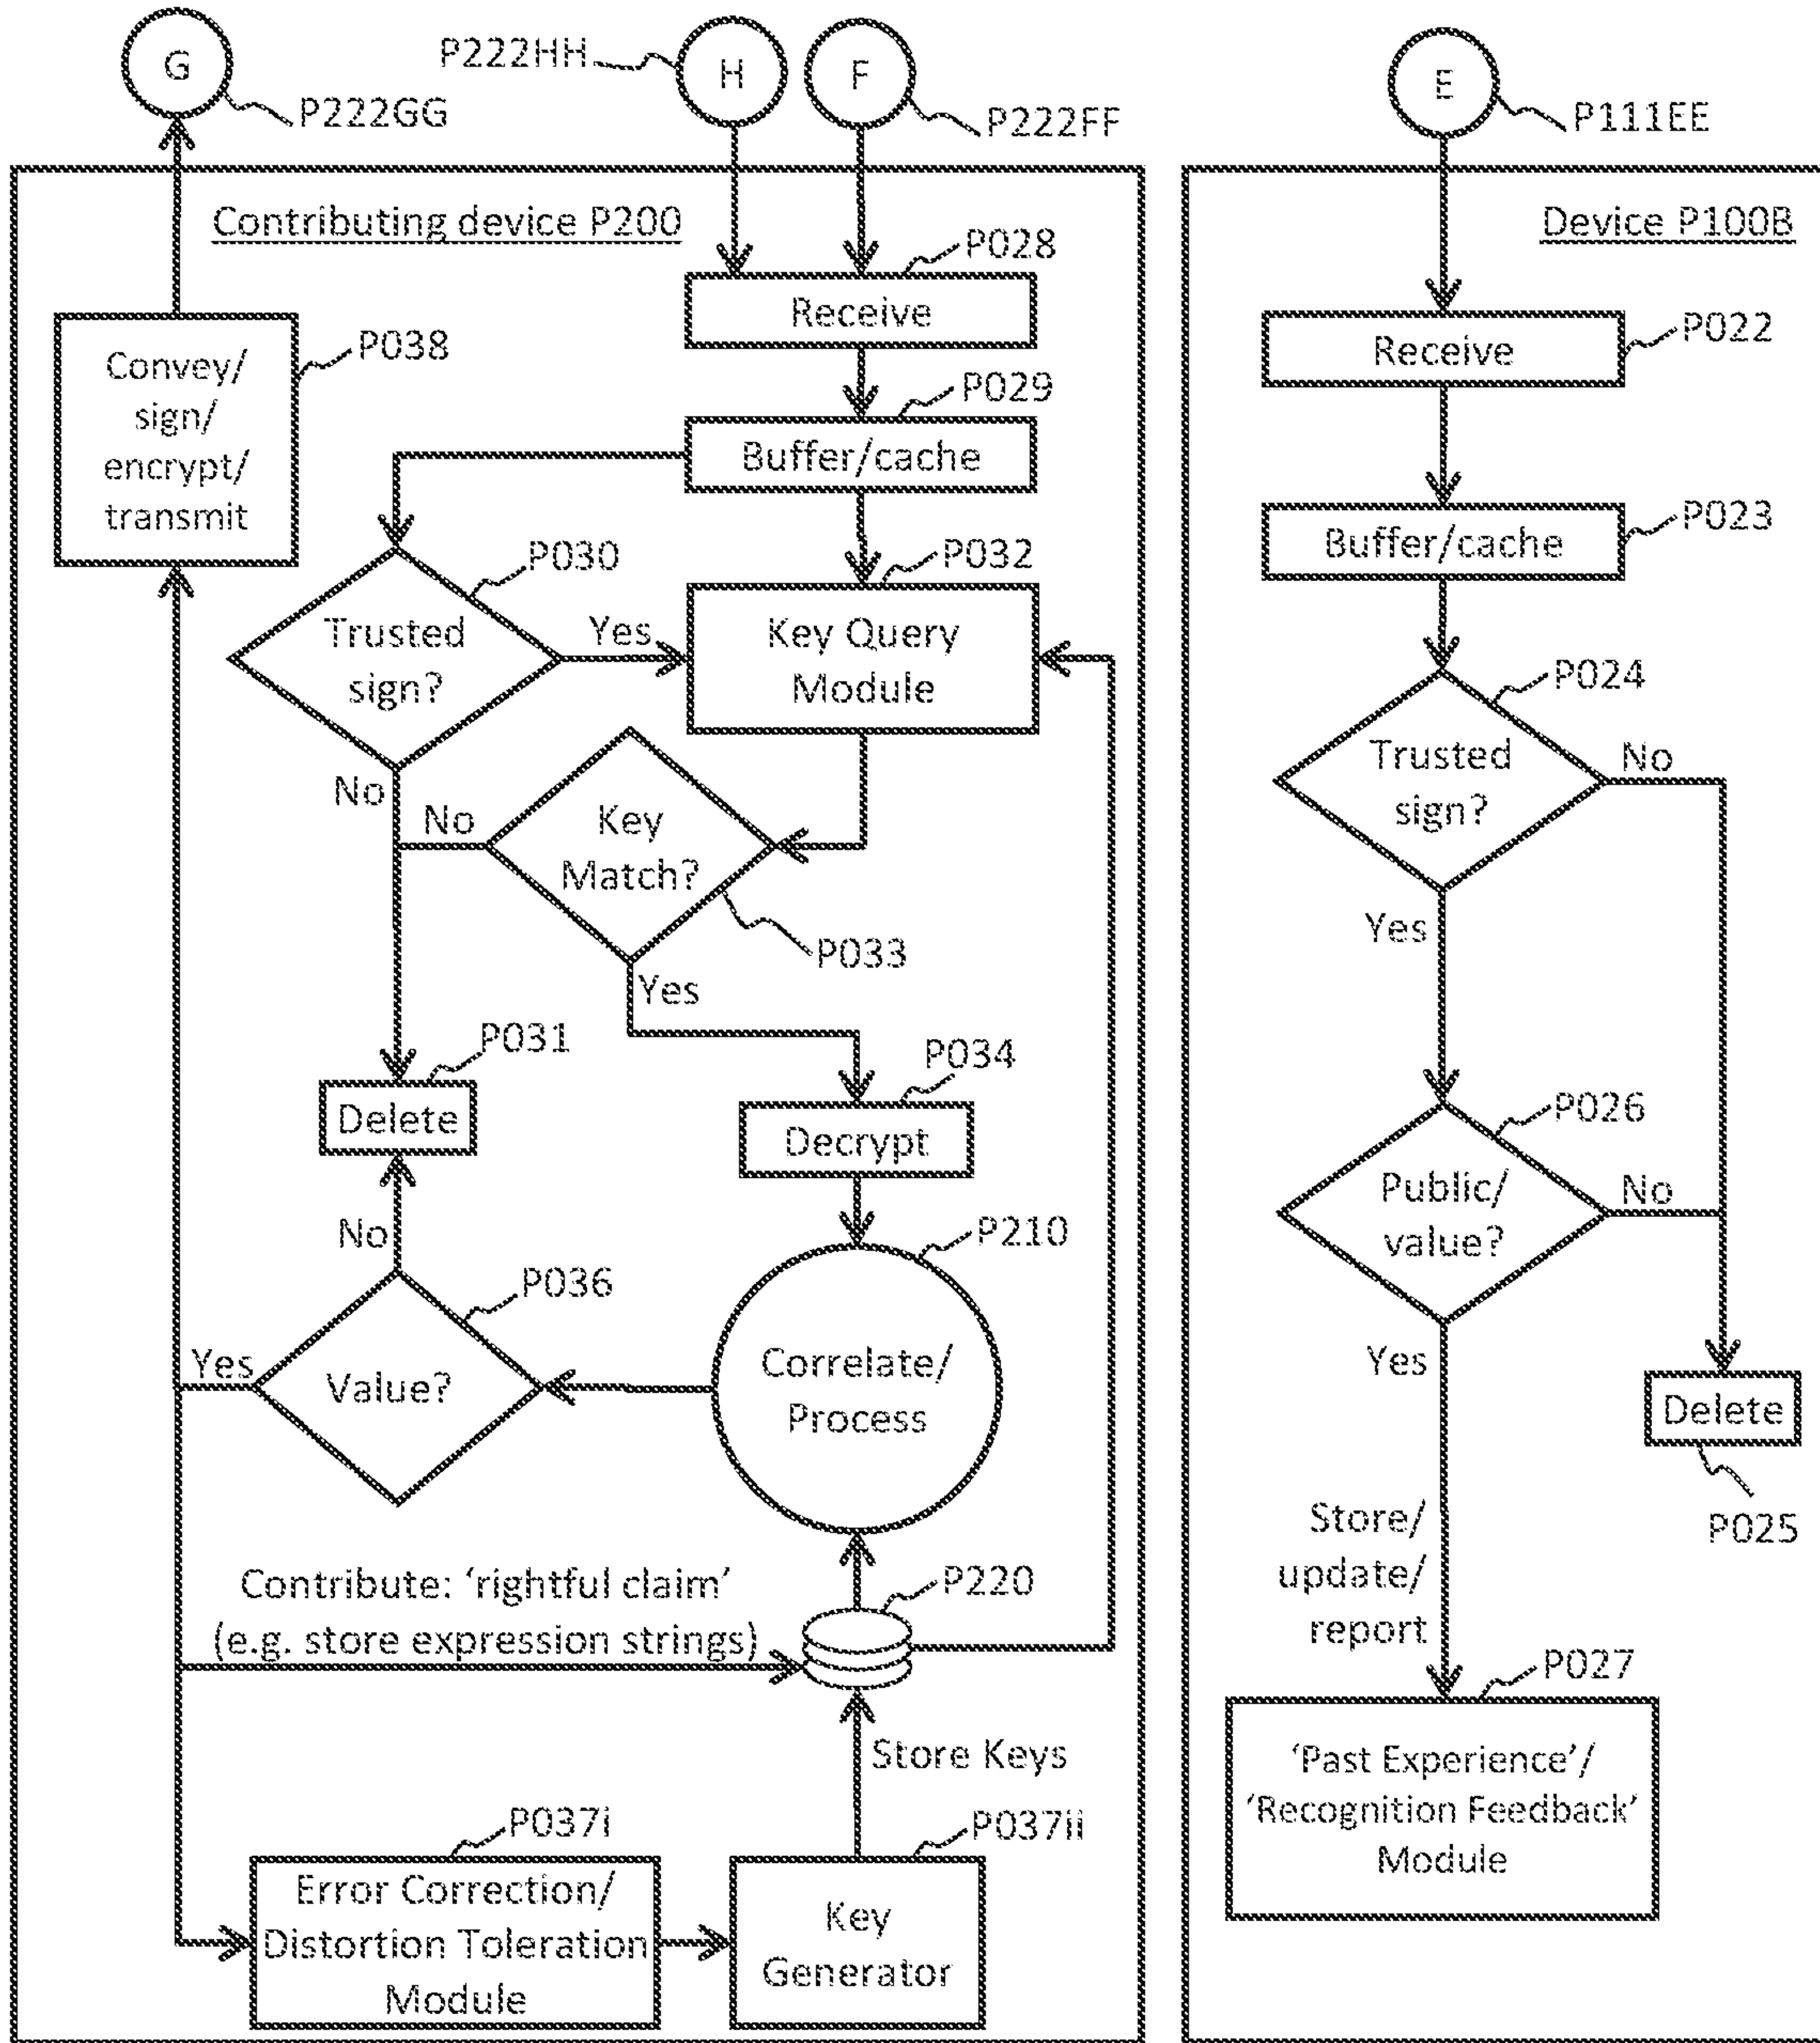 G
P222GG
P222HH
H
F
P222FF
E
P111EE
Contributing device P200
P028
Receive
P038
Convey/
sign/
encrypt/
transmit
P029
Buffer/cache
P030
Trusted
sign?
Yes
No
P032
Key Query
Module
Key
Match?
No
P033
Yes
P031
Delete
P034
Decrypt
P210
Correlate/
Process
No
P036
Value?
Yes
Contribute: ‘rightful claim’
(e.g. store expression strings)
P220
Store Keys
P037i
Error Correction/
Distortion Toleration
Module
P037ii
Key
Generator
Device P100B
P022
Receive
P023
Buffer/cache
P024
Trusted
sign?
No
Yes
P026
Public/
value?
No
Yes
Delete
P025
Store/
update/
report
P027
‘Past Experience’/
‘Recognition Feedback’
Module